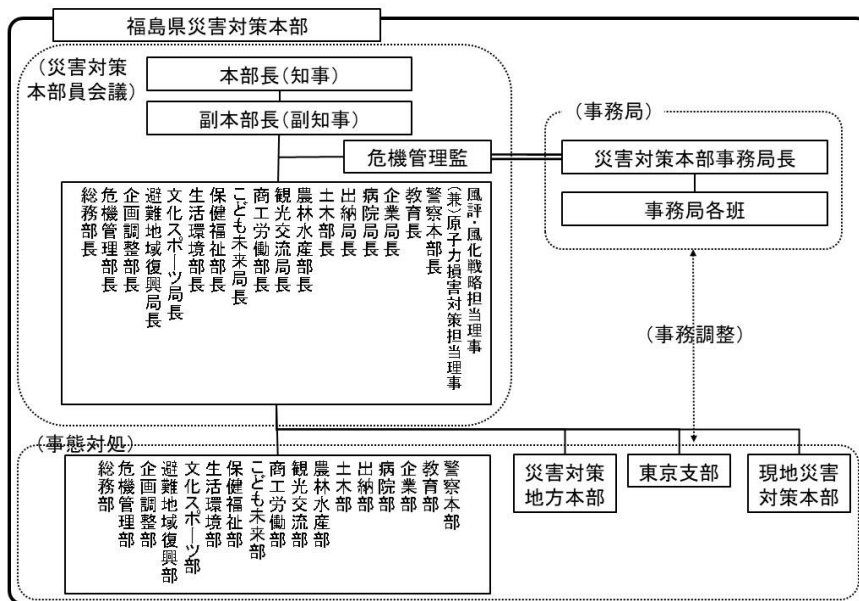 福島県災害対策本部
(災害対策
本部員会議)
本部長(知事)
副本部長(副知事)
危機管理監
(事務局)
災害対策本部事務局長
事務局各班
総務部長
危機管理部長
企画調整部長
避難地域復興局長
文化スポーツ局長
生活環境部長
保健福祉部長
こども未来局長
商工労働部長
観光交流局長
農林水産部長
土木部長
出納局長
病院局長
企業局長
教育長
警察本部長
(兼)原子力損害対策担当理事
風評・風化戦略担当理事
(事務調整)
(事態対処)
総務部
危機管理部
企画調整部
避難地域復興部
文化スポーツ部
生活環境部
保健福祉部
こども未来部
商工労働部
観光交流部
農林水産部
土木部
出納部
病院部
企業部
教育部
警察本部
災害対策
地方本部
東京支部
現地災害
対策本部